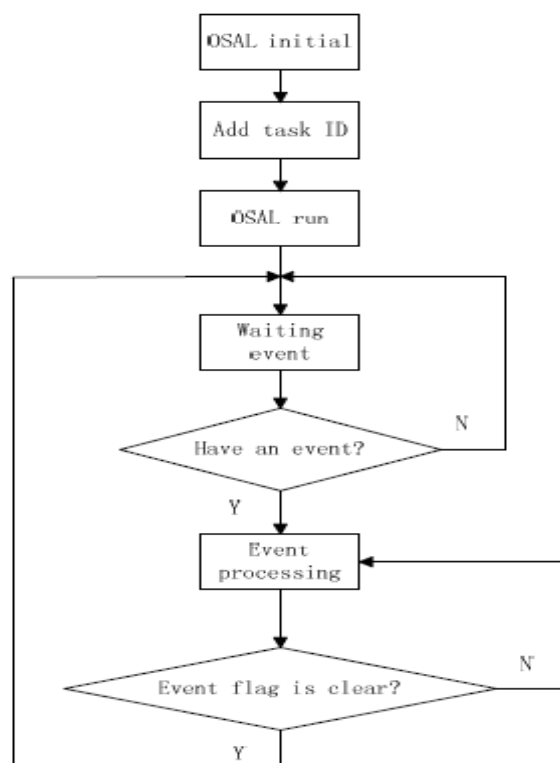 OSAL initial
Add task ID
OSAL run
Waiting
event
Have an event?
N
Y
Event
processing
Event flag is clear?
N
Y